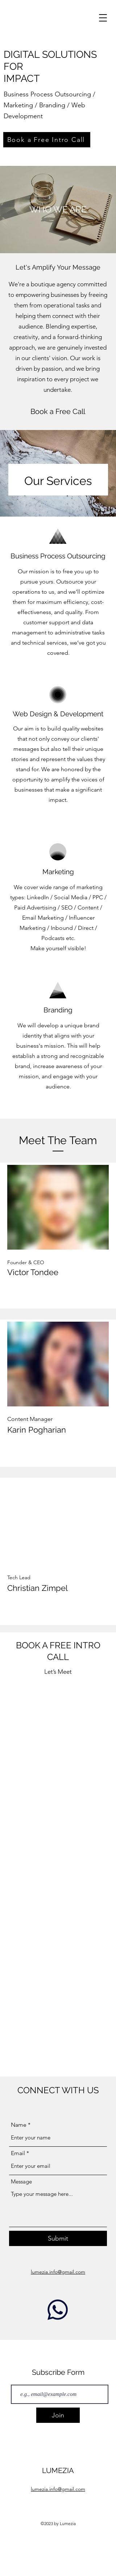 DIGITAL SOLUTIONS
FOR
IMPACT
Business Process Outsourcing /
Marketing / Branding / Web
Development
Book a Free Intro Call
WHO WE ARE
Let's Amplify Your Message
We're a boutique agency committed
to empowering businesses by freeing
them from operational tasks and
helping them connect with their
audience. Blending expertise,
creativity, and a forward-thinking
approach, we are genuinely invested
in our clients' vision. Our work is
driven by passion, and we bring
inspiration to every project we
undertake.
Book a Free Call
Our Services
Business Process Outsourcing
Our mission is to free you up to
pursue yours: Outsource your
operations to us, and we'll optimize
them for maximum efficiency, cost-
effectiveness, and quality. From
customer support and data
management to administrative tasks
and technical services, we've got you
covered.
Web Design & Development
Our aim is to build quality websites
that not only convey our clients'
messages but also tell their unique
stories and represent the values they
stand for. We are honored by the
opportunity to amplify the voices of
businesses that make a significant
impact.
Marketing
We cover wide range of marketing
types: LinkedIn / Social Media / PPC /
Paid Advertising / SEO / Content /
Email Marketing / Influencer
Marketing / Inbound / Direct /
Podcasts etc.
Make yourself visible!
Branding
We will develop a unique brand
identity that aligns with your
business's mission. This will help
establish a strong and recognizable
brand, increase awareness of your
mission, and engage with your
audience.
Meet The Team
Founder & CEO
Victor Tondee
Content Manager
Karin Pogharian
Tech Lead
Christian Zimpel
BOOK A FREE INTRO
CALL
Let's Meet
CONNECT WITH US
Name *
Enter your name
Email *
Enter your email
Message
Type your message here...
Submit
lumezia.info@gmail.com
Subscribe Form
e.g., email@example.com
Join
LUMEZIA
lumezia.info@gmail.com
©2023 by Lumezia